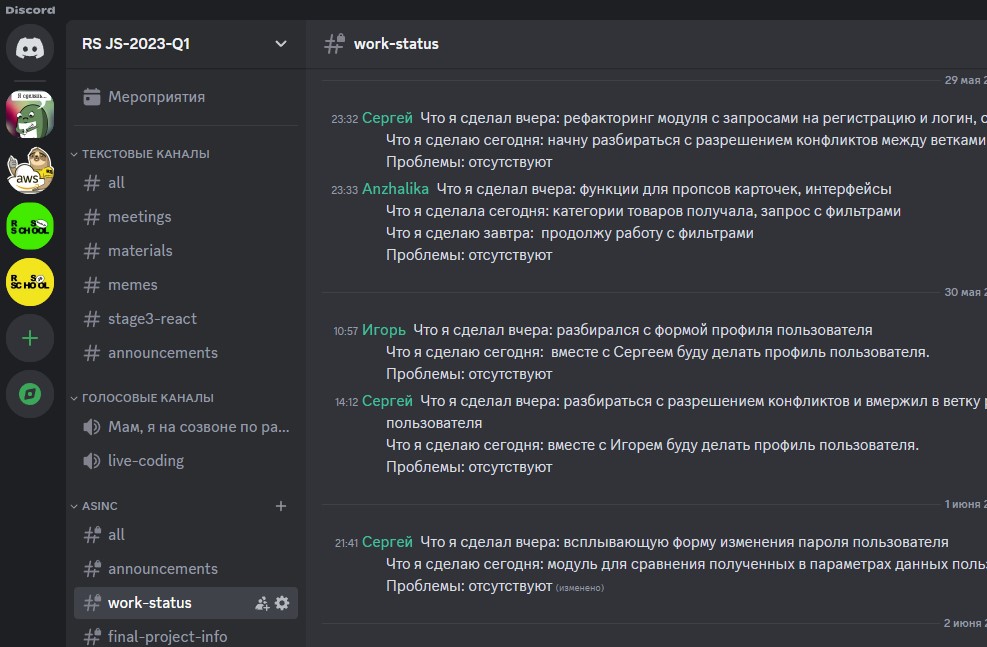 Discord
RS JS-2023-Q1
work-status
Мероприятия
ТЕКСТОВЫЕ КАНАЛЫ
all
meetings
materials
memes
stage3-react
announcements
ГОЛОСОВЫЕ КАНАЛЫ
Мам, я на созвоне по ра...
live-coding
ASINC
all
announcements
work-status
final-project-info
Я сделалъ...
aws
RS
SCHOOL
RS
SCHOOL
29 мая 2
23:32 Сергей Что я сделал вчера: рефакторинг модуля с запросами на регистрацию и логин, с
Что я сделаю сегодня: начну разбираться с разрешением конфликтов между ветками
Проблемы: отсутствуют
23:33 Anzhalika Что я сделал вчера: функции для пропсов карточек, интерфейсы
Что я сделала сегодня: категории товаров получала, запрос с фильтрами
Что я сделаю завтра: продолжу работу с фильтрами
Проблемы: отсутствуют
30 мая 2
10:57 Игорь Что я сделал вчера: разбирался с формой профиля пользователя
Что я сделаю сегодня: вместе с Сергеем буду делать профиль пользователя.
Проблемы: отсутствуют
14:12 Сергей Что я сделал вчера: разбираться с разрешением конфликтов и вмержил в ветку
пользователя
Что я сделаю сегодня: вместе с Игорем буду делать профиль пользователя.
Проблемы: отсутствуют
1 июня 2
21:41 Сергей Что я сделал вчера: всплывающую форму изменения пароля пользователя
Что я сделаю сегодня: модуль для сравнения полученных в параметрах данных поль
Проблемы: отсутствуют (изменено)
2 июня 2